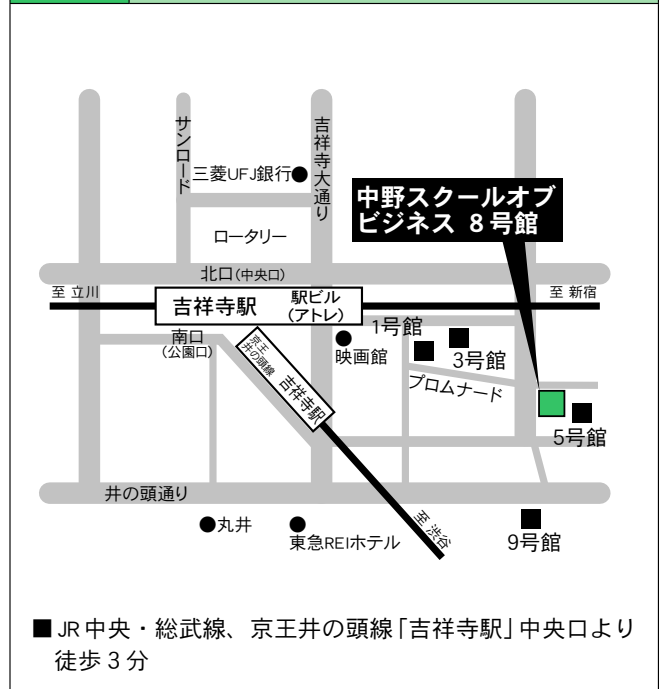 サンロード
吉祥寺大通り
三菱UFJ銀行
ロータリー
中野スクールオブ
ビジネス 8号館
北口(中央口)
至 立川
吉祥寺駅
駅ビル
(アトレ)
至 新宿
南口
(公園口)
京王
井の頭線
吉祥寺駅
映画館
1号館
3号館
プロムナード
5号館
井の頭通り
丸井
東急REIホテル
至 渋谷
9号館
■ JR中央・総武線、京王井の頭線「吉祥寺駅」中央口より
徒歩3分